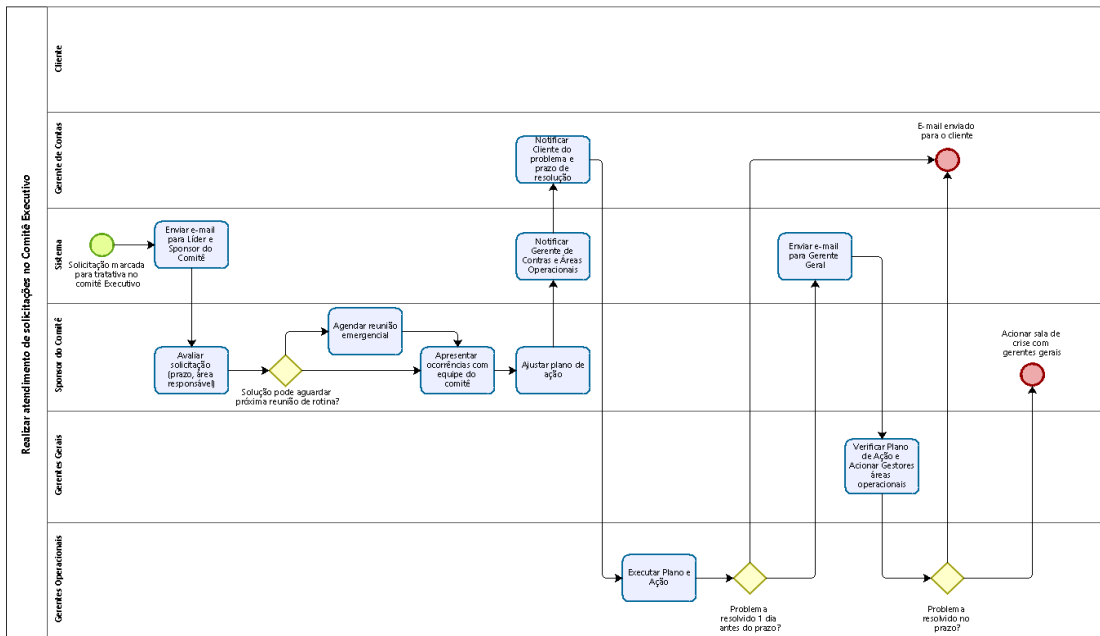 Realizar atendimento de solicitações no Comitê Executivo
Cliente
Gerente de Contas
Notificar
Cliente do
problema e
prazo de
resolução
E-mail enviado
para o cliente
Sistema
Solicitação marcada
para tratativa no
comitê Executivo
Enviar e-mail
para Líder e
Sponsor do
Comitê
Notificar
Gerente de
Contras e Áreas
Operacionais
Enviar e-mail
para Gerente
Geral
Sponsor do Comitê
Avaliar
solicitação
(prazo, área
responsável)
Solução pode aguardar
próxima reunião de rotina?
Agendar reunião
emergencial
Apresentar
ocorrências com
equipe do
comitê
Ajustar plano de
ação
Acionar sala de
crise com
gerentes gerais
Gerentes Gerais
Verificar Plano
de Ação e
Acionar Gestores
áreas
operacionais
Gerentes Operacionais
Executar Plano e
Ação
Problema
resolvido 1 dia
antes do prazo?
Problema
resolvido no
prazo?